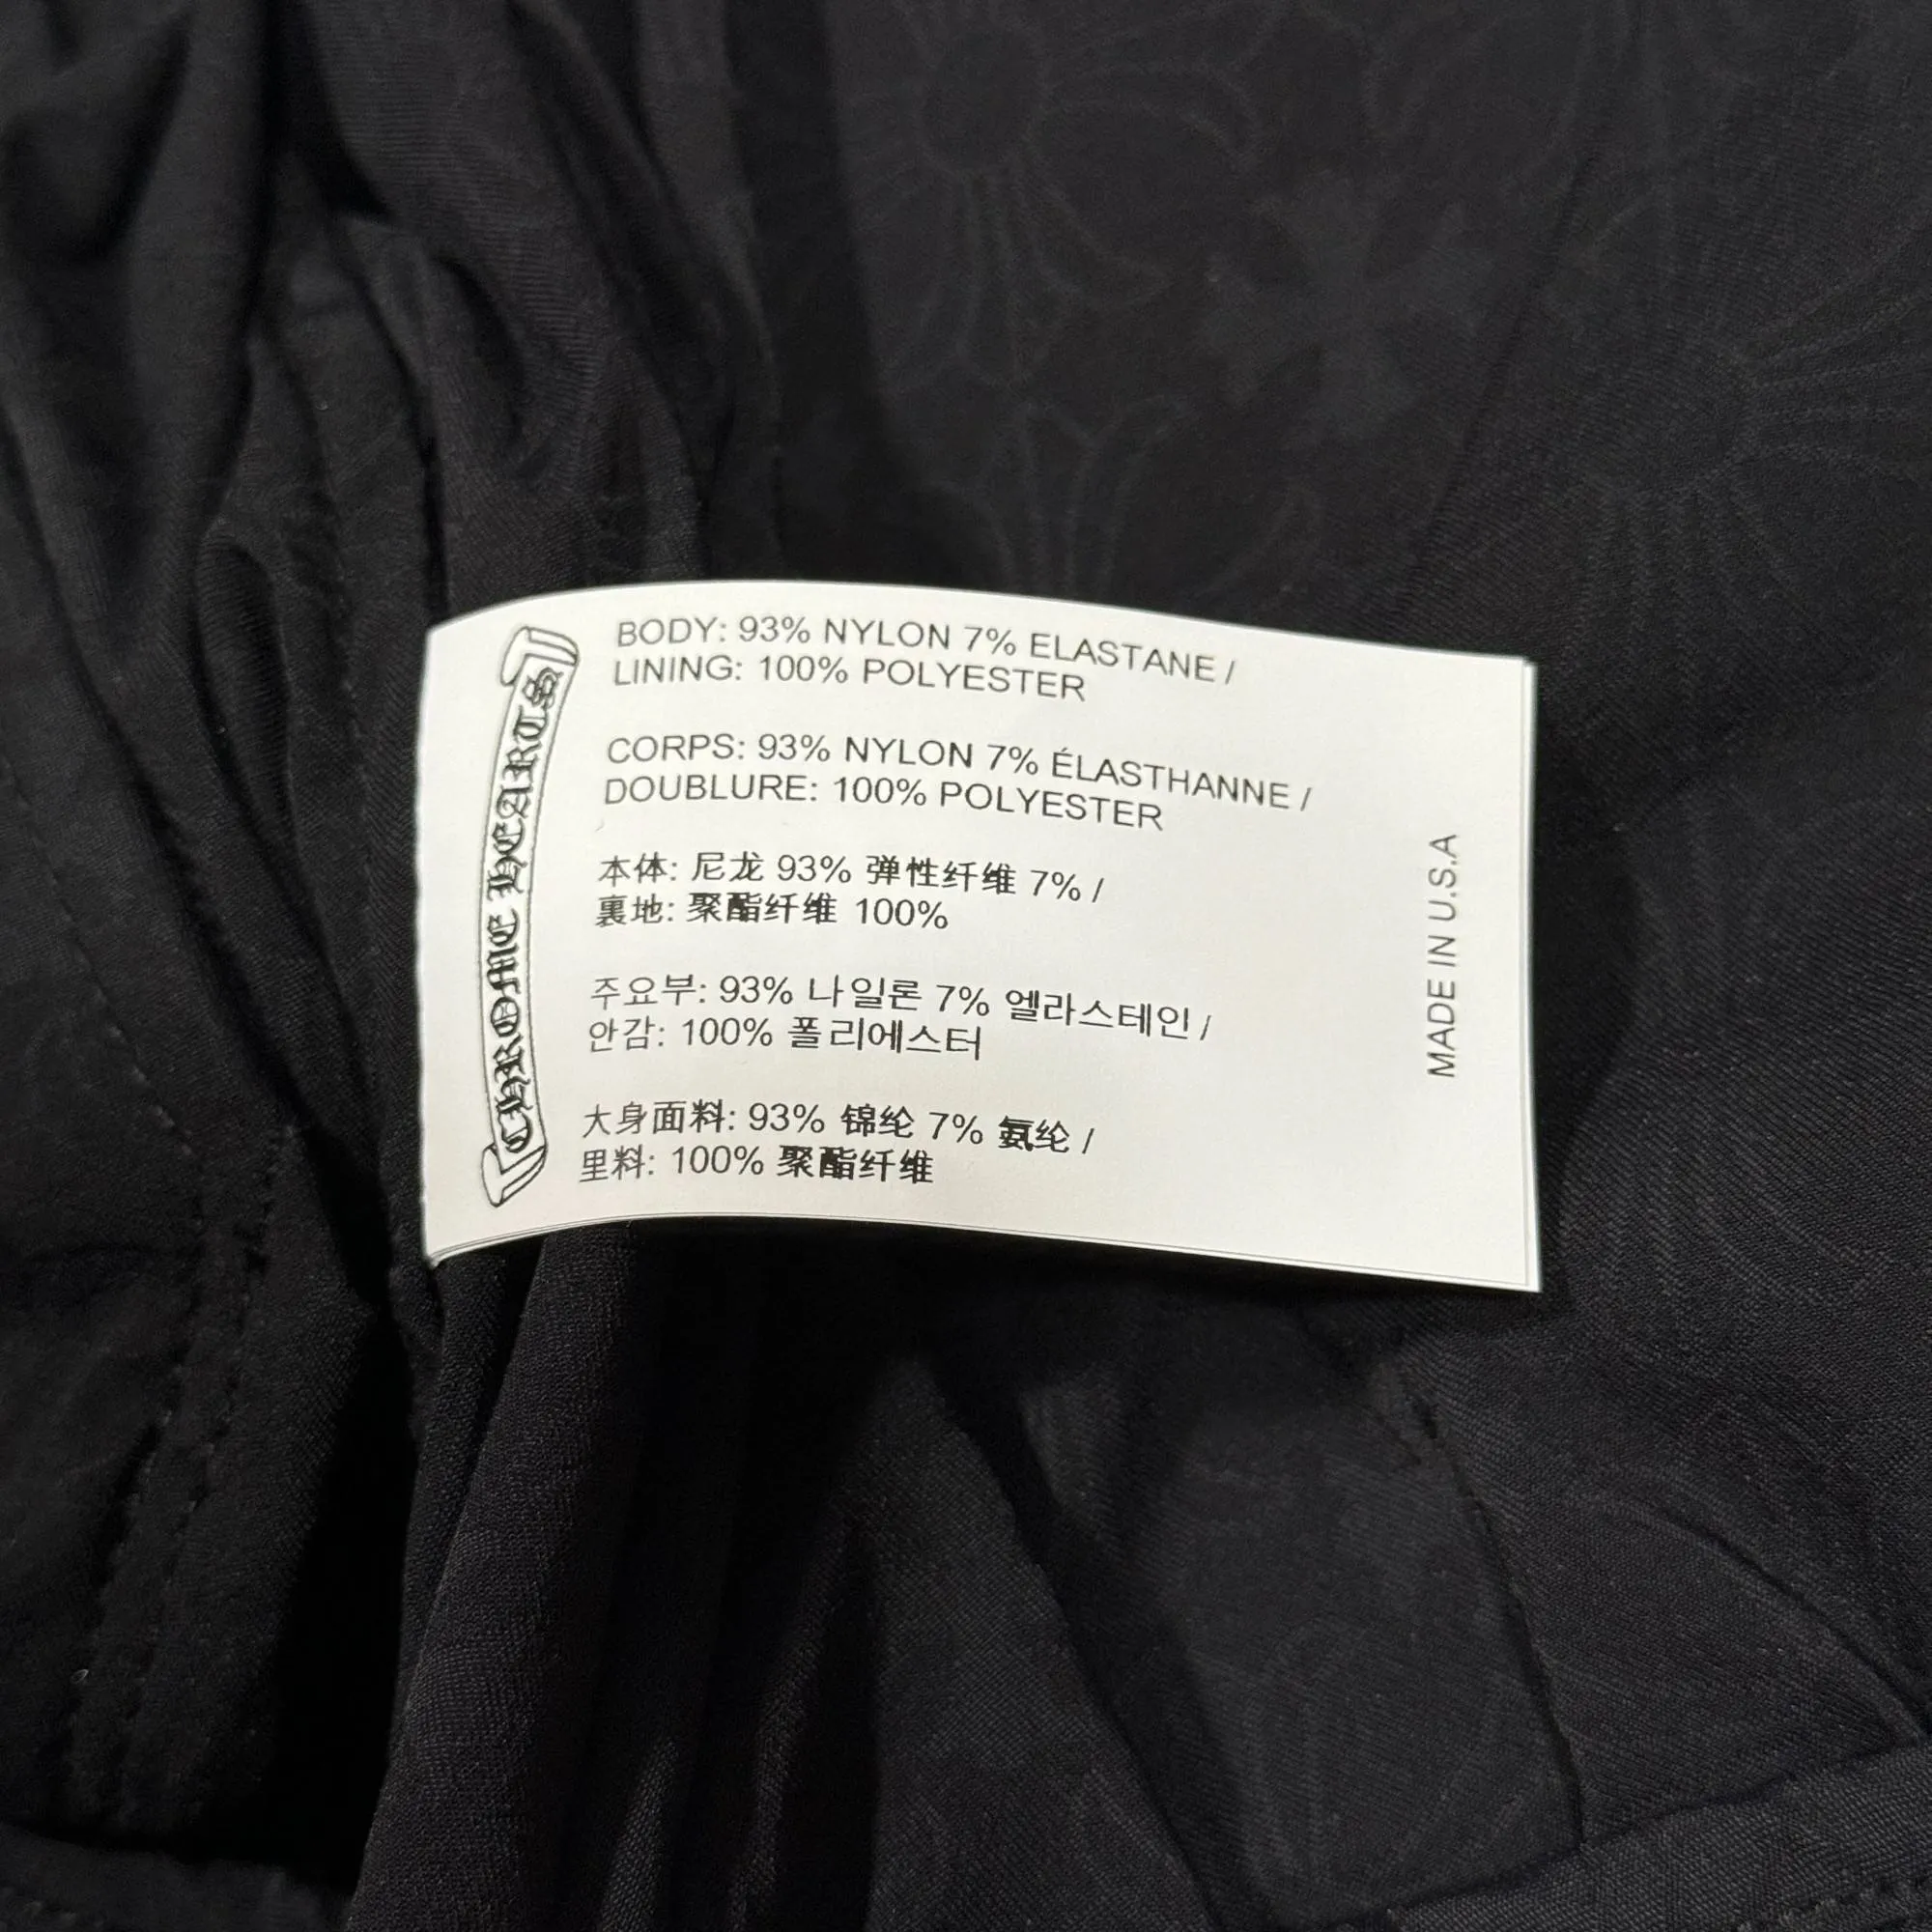 CHROME HEARTS
BODY: 93% NYLON 7% ELASTANE /
LINING: 100% POLYESTER
CORPS: 93% NYLON 7% ÉLASTHANNE /
DOUBLURE: 100% POLYESTER
本体: 尼龙 93% 弹性纤维 7% /
裏地: 聚酯纤维 100%
주요부: 93% 나일론 7% 엘라스테인 /
안감: 100% 폴리에스터
大身面料: 93% 锦纶 7% 氨纶 /
里料: 100% 聚酯纤维
MADE IN U.S.A